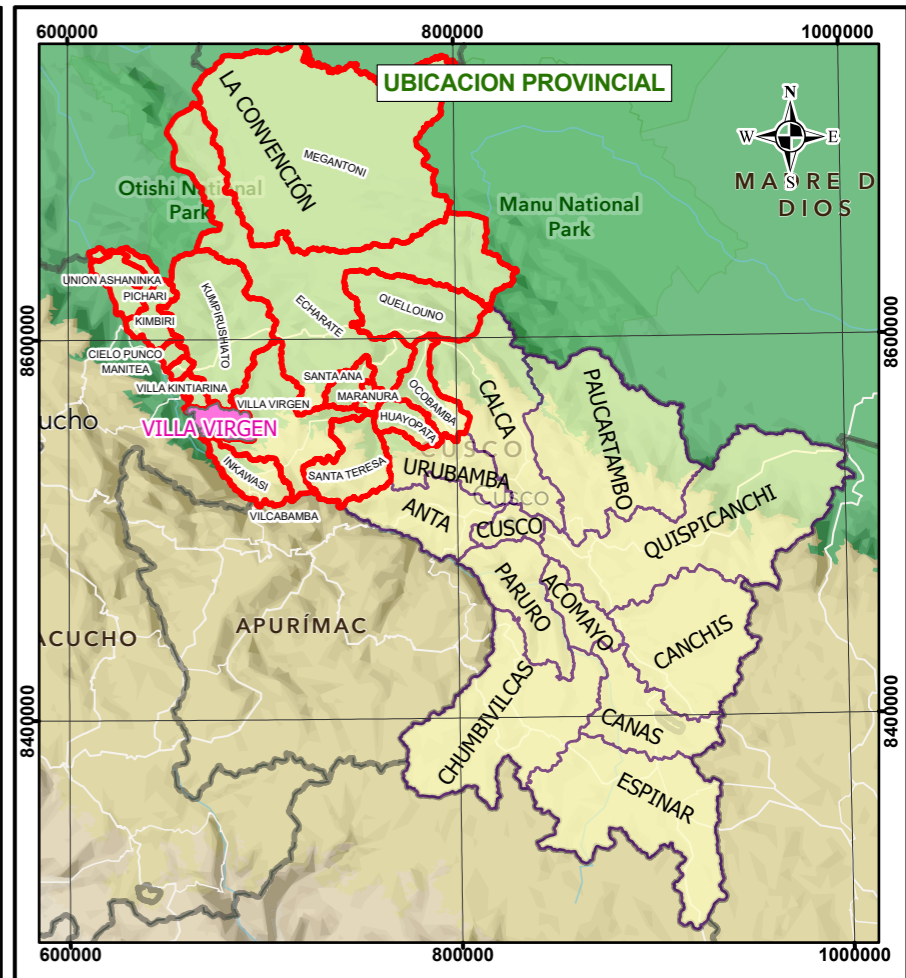 600000
800000
1000000
UBICACION PROVINCIAL
N
W
E
S
LA CONVENCIÓN
MEGANTONI
MADRE D
DIOS
Otishi National
Park
Manu National
Park
UNION ASHANINKA
PICHARI
KIMBIRI
KUMPIRUSHIATO
ECHARATE
QUELLOUNO
8600000
8600000
CIELO PUNCO
MANITEA
VILLA KINTIARINA
VILLA VIRGEN
SANTA ANA
MARANURA
OCOBAMBA
HUAYOPATA
CALCA
PAUCARTAMBO
ucho
VILLA VIRGEN
CUSCO
INKAWASI
SANTA TERESA
URUBAMBA
CUSCO
VILCABAMBA
ANTA
CUSCO
QUISPICANCHI
PARURO
ACOMAYO
ACUCHO
APURÍMAC
CANCHIS
8400000
8400000
CHUMBIVILCAS
CANAS
ESPINAR
600000
800000
1000000